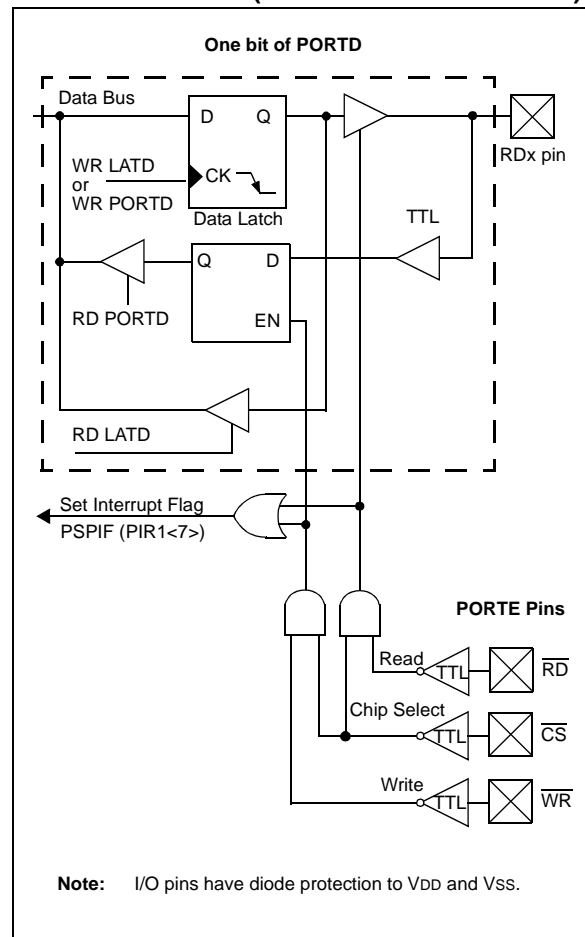 One bit of PORTD
Data Bus
D Q
RDx pin
WR LATD
or
WR PORTD
CK
Data Latch
TTL
Q D
EN
RD PORTD
RD LATD
Set Interrupt Flag
PSPIF (PIR1<7>)
PORTE Pins
Read
TTL
RD
Chip Select
TTL
CS
Write
TTL
WR
Note: I/O pins have diode protection to VDD and VSS.